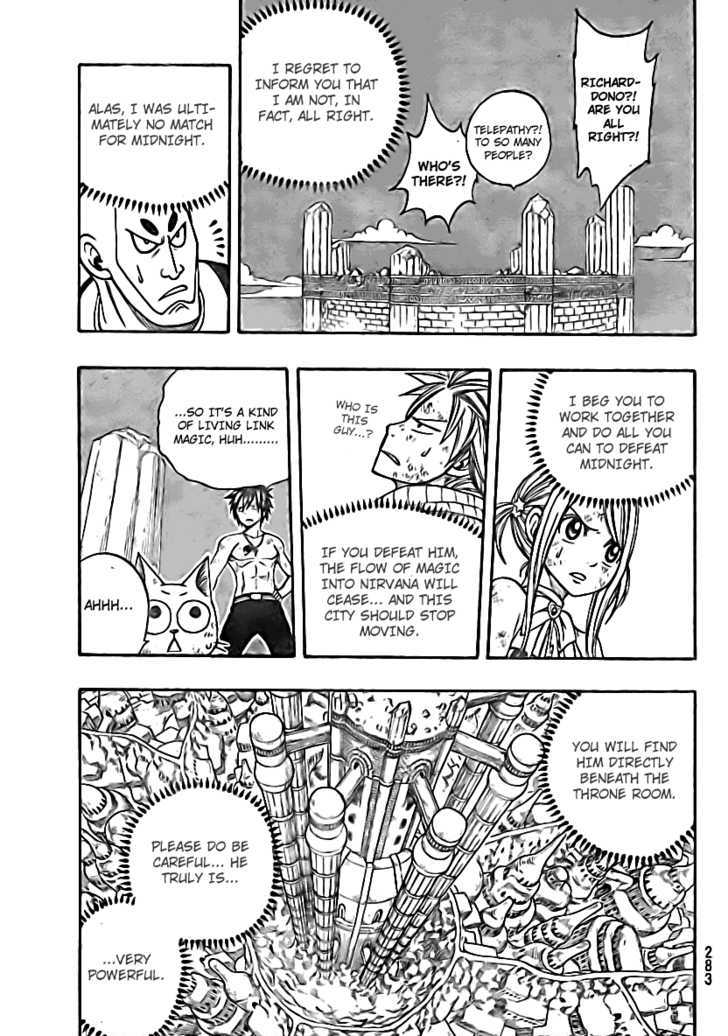 RICHARD-
DONO?!
ARE YOU
ALL
RIGHT?!
TELEPATHY?!
TO SO MANY
PEOPLE?
WHO'S
THERE?!
I REGRET TO
INFORM YOU THAT
I AM NOT, IN
FACT, ALL RIGHT.
ALAS, I WAS ULTI-
MATELY NO MATCH
FOR MIDNIGHT.
I BEG YOU TO
WORK TOGETHER
AND DO ALL YOU
CAN TO DEFEAT
MIDNIGHT.
WHO IS
THIS
GUY...?
IF YOU DEFEAT HIM,
THE FLOW OF MAGIC
INTO NIRVANA WILL
CEASE... AND THIS
CITY SHOULD STOP
MOVING.
...SO IT'S A KIND
OF LIVING LINK
MAGIC, HUH.........
AHHH...
YOU WILL FIND
HIM DIRECTLY
BENEATH THE
THRONE ROOM.
PLEASE DO BE
CAREFUL... HE
TRULY IS...
...VERY
POWERFUL.
283